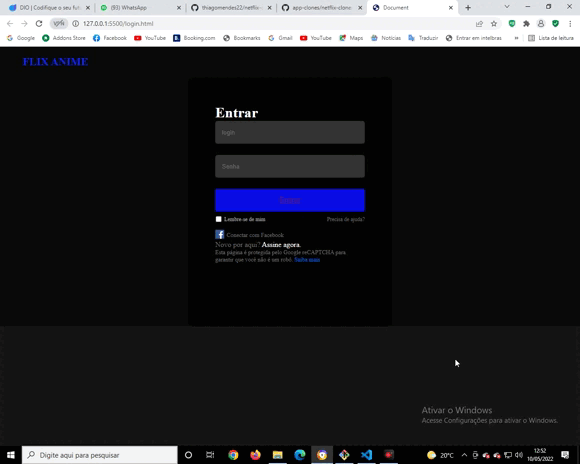 DIO | Codifique o seu futu
(93) WhatsApp
thiagomendes22/netflix-
app-clones/netflix-clone
Document
127.0.0.1:5500/login.html
Google
Addons Store
Facebook
YouTube
Booking.com
Bookmarks
Gmail
YouTube
Maps
Notícias
Traduzir
Entrar em intelbras
»
Lista de leitura
FLIX ANIME
Entrar
login
Senha
Lembre-se de mim
Precisa de ajuda?
Conectar com Facebook
Novo por aqui? Assine agora.
Esta página é protegida pelo Google reCAPTCHA para
garantir que você não é um robô. Saiba mais
Ativar o Windows
Acesse Configurações para ativar o Windows.
Digite aqui para pesquisar
20°C
12:52
10/05/2022